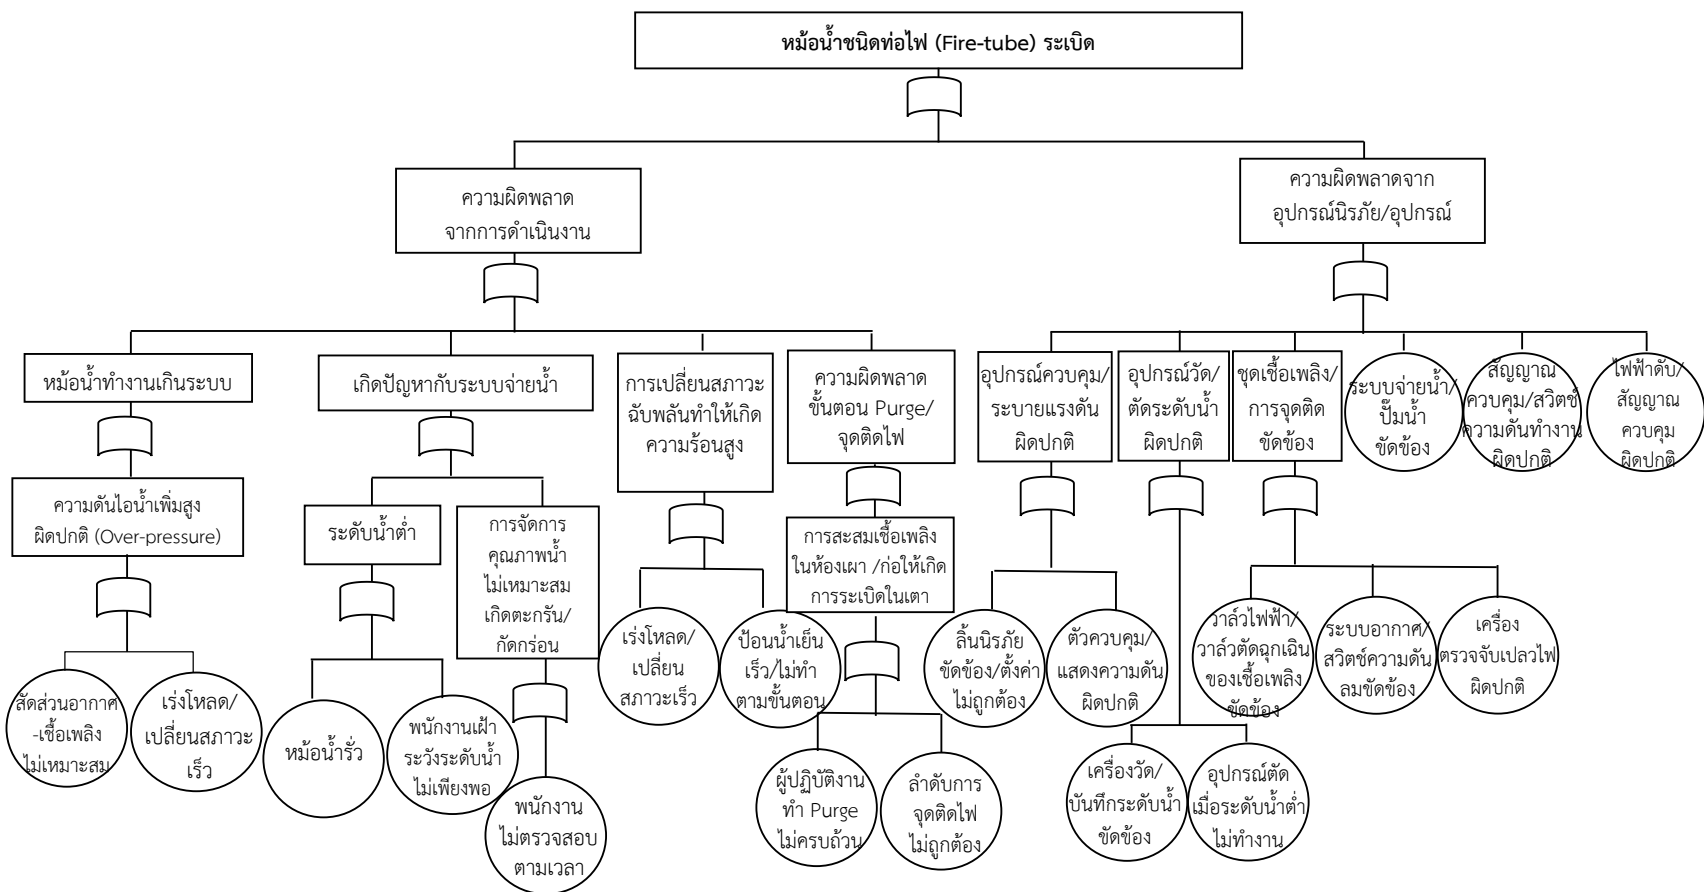 หม้อน้ำชนิดท่อไฟ (Fire-tube) ระเบิด
ความผิดพลาด
จากการดำเนินงาน
ความผิดพลาดจาก
อุปกรณ์นิรภัย/อุปกรณ์
หม้อน้ำทำงานเกินระบบ
เกิดปัญหากับระบบจ่ายน้ำ
การเปลี่ยนสภาวะ
ฉับพลันทำให้เกิด
ความร้อนสูง
ความผิดพลาด
ขั้นตอน Purge/
จุดติดไฟ
อุปกรณ์ควบคุม/
ระบายแรงดัน
ผิดปกติ
อุปกรณ์วัด/
ตัดระดับน้ำ
ผิดปกติ
ชุดเชื้อเพลิง/
การจุดติด
ขัดข้อง
ระบบจ่ายน้ำ/
ปั๊มน้ำ
ขัดข้อง
สัญญาณ
ควบคุม/สวิตช์
ความดันทำงาน
ผิดปกติ
ไฟฟ้าดับ/
สัญญาณ
ควบคุม
ผิดปกติ
ความดันไอน้ำเพิ่มสูง
ผิดปกติ (Over-pressure)
ระดับน้ำต่ำ
การจัดการ
คุณภาพน้ำ
ไม่เหมาะสม
เกิดตะกรัน/
กัดกร่อน
การสะสมเชื้อเพลิง
ในห้องเผา /ก่อให้เกิด
การระเบิดในเตา
สัดส่วนอากาศ
-เชื้อเพลิง
ไม่เหมาะสม
เร่งโหลด/
เปลี่ยนสภาวะ
เร็ว
หม้อน้ำรั่ว
พนักงานเฝ้า
ระวังระดับน้ำ
ไม่เพียงพอ
พนักงาน
ไม่ตรวจสอบ
ตามเวลา
เร่งโหลด/
เปลี่ยน
สภาวะเร็ว
ป้อนน้ำเย็น
เร็ว/ไม่ทำ
ตามขั้นตอน
ผู้ปฏิบัติงาน
ทำ Purge
ไม่ครบถ้วน
ลำดับการ
จุดติดไฟ
ไม่ถูกต้อง
ลิ้นนิรภัย
ขัดข้อง/ตั้งค่า
ไม่ถูกต้อง
ตัวควบคุม/
แสดงความดัน
ผิดปกติ
เครื่องวัด/
บันทึกระดับน้ำ
ขัดข้อง
อุปกรณ์ตัด
เมื่อระดับน้ำต่ำ
ไม่ทำงาน
วาล์วไฟฟ้า/
วาล์วตัดฉุกเฉิน
ของเชื้อเพลิง
ขัดข้อง
ระบบอากาศ/
สวิตช์ความดัน
ลมขัดข้อง
เครื่อง
ตรวจจับเปลวไฟ
ผิดปกติ